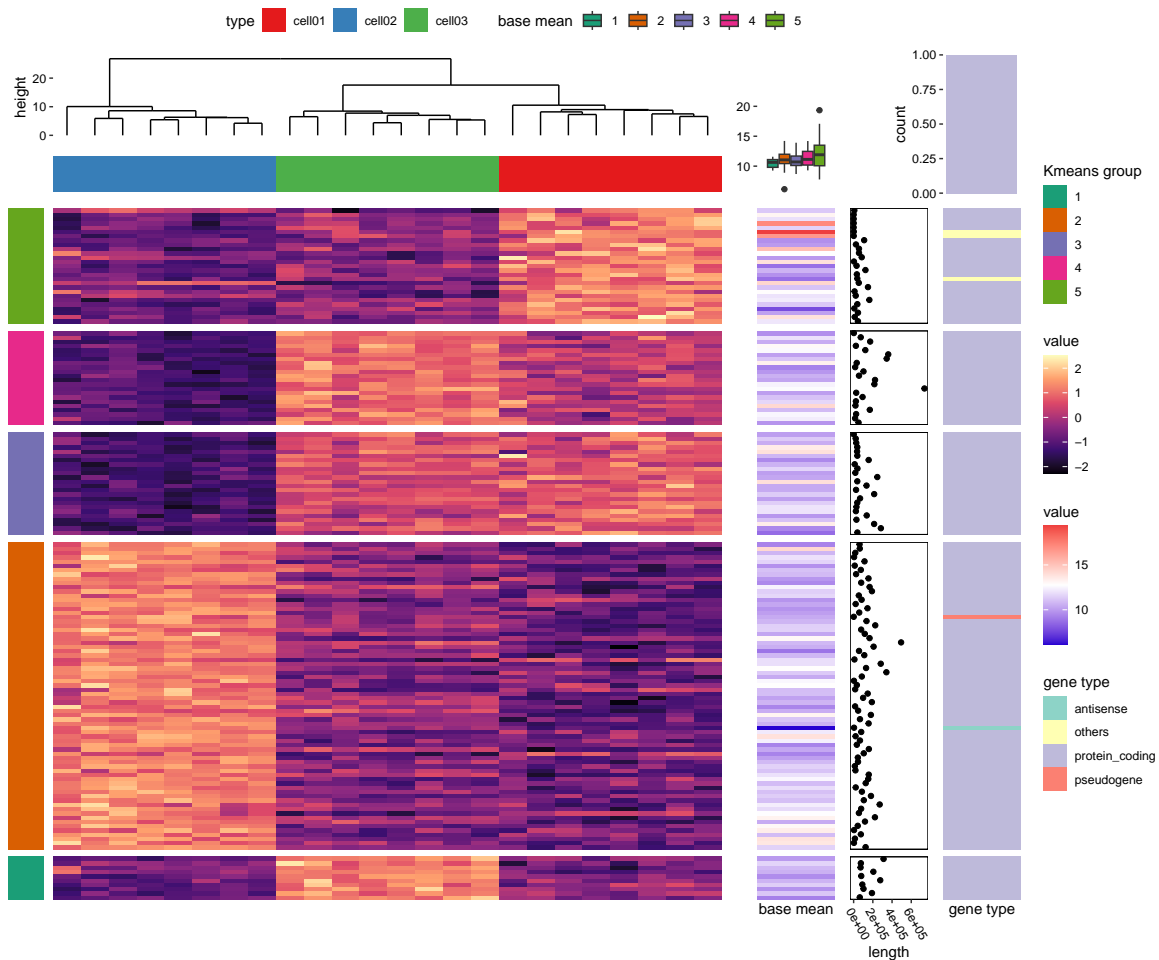 type cell01 cell02 cell03 base mean 1 2 3 4 5
height
20
10
0
20
15
10
count
1.00
0.75
0.50
0.25
0.00
Kmeans group
1
2
3
4
5
value
2
1
0
−1
−2
value
15
10
gene type
antisense
others
protein_coding
pseudogene
base mean
0e+00
2e+05
4e+05
6e+05
length
gene type